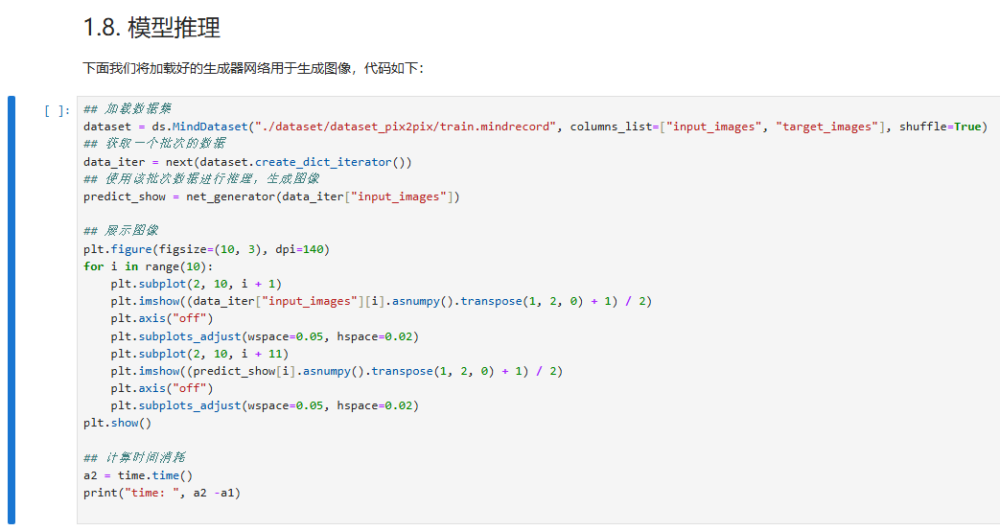 1.8. 模型推理
下面我们将加载好的生成器网络用于生成图像，代码如下：
[ ]:
## 加载数据集
dataset = ds.MindDataset("./dataset/dataset_pix2pix/train.mindrecord", columns_list=["input_images", "target_images"], shuffle=True)
## 获取一个批次的数据
data_iter = next(dataset.create_dict_iterator())
## 使用该批次数据进行推理，生成图像
predict_show = net_generator(data_iter["input_images"])

## 展示图像
plt.figure(figsize=(10, 3), dpi=140)
for i in range(10):
    plt.subplot(2, 10, i + 1)
    plt.imshow((data_iter["input_images"][i].asnumpy().transpose(1, 2, 0) + 1) / 2)
    plt.axis("off")
    plt.subplots_adjust(wspace=0.05, hspace=0.02)
    plt.subplot(2, 10, i + 11)
    plt.imshow((predict_show[i].asnumpy().transpose(1, 2, 0) + 1) / 2)
    plt.axis("off")
    plt.subplots_adjust(wspace=0.05, hspace=0.02)
plt.show()

## 计算时间消耗
a2 = time.time()
print("time: ", a2 -a1)